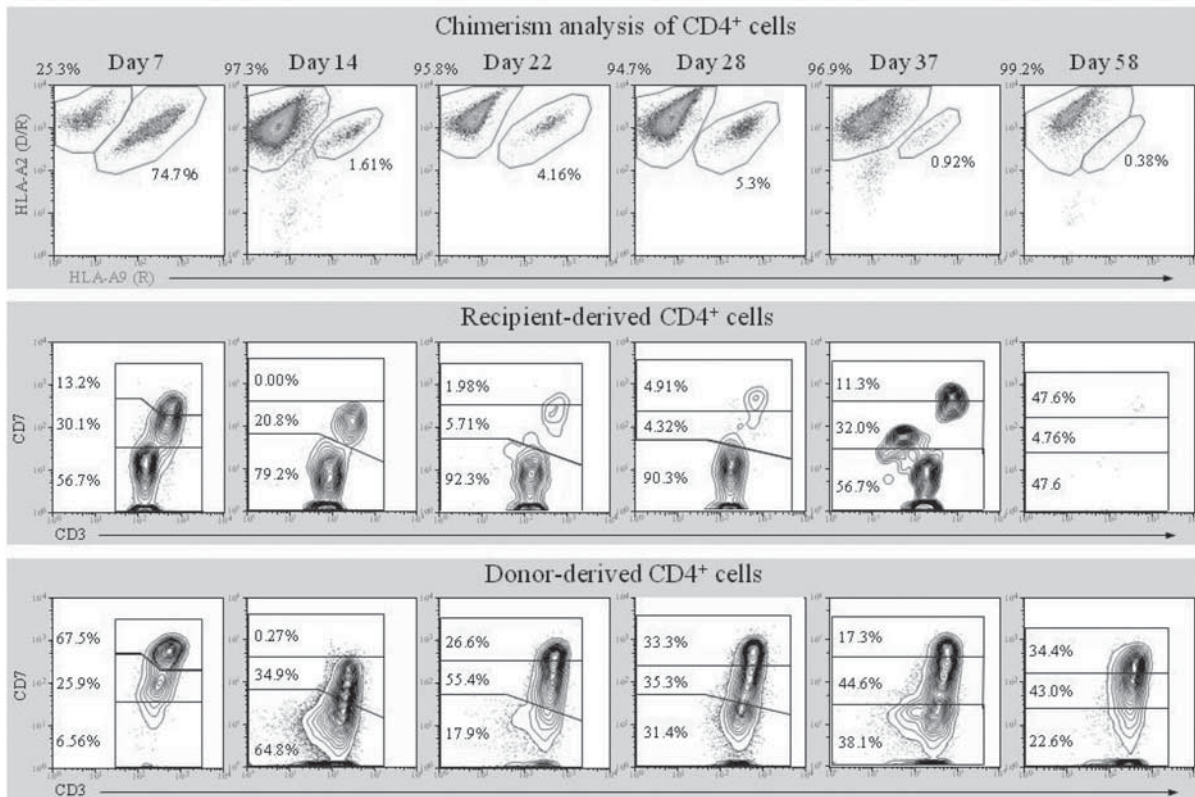 Chimerism analysis of CD4⁺ cells
Day 7 Day 14 Day 22 Day 28 Day 37 Day 58
25.3% 97.3% 95.8% 94.7% 96.9% 99.2%
HLA-A2 (D/R)
74.7% 1.61% 4.16% 5.3% 0.92% 0.38%
HLA-A9 (R)
Recipient-derived CD4⁺ cells
CD7
13.2% 0.00% 1.98% 4.91% 11.3% 47.6%
30.1% 20.8% 5.71% 4.32% 32.0% 4.76%
56.7% 79.2% 92.3% 90.3% 56.7% 47.6
CD3
Donor-derived CD4⁺ cells
CD7
67.5% 0.27% 26.6% 33.3% 17.3% 34.4%
25.9% 34.9% 55.4% 35.3% 44.6% 43.0%
6.56% 64.8% 17.9% 31.4% 38.1% 22.6%
CD3